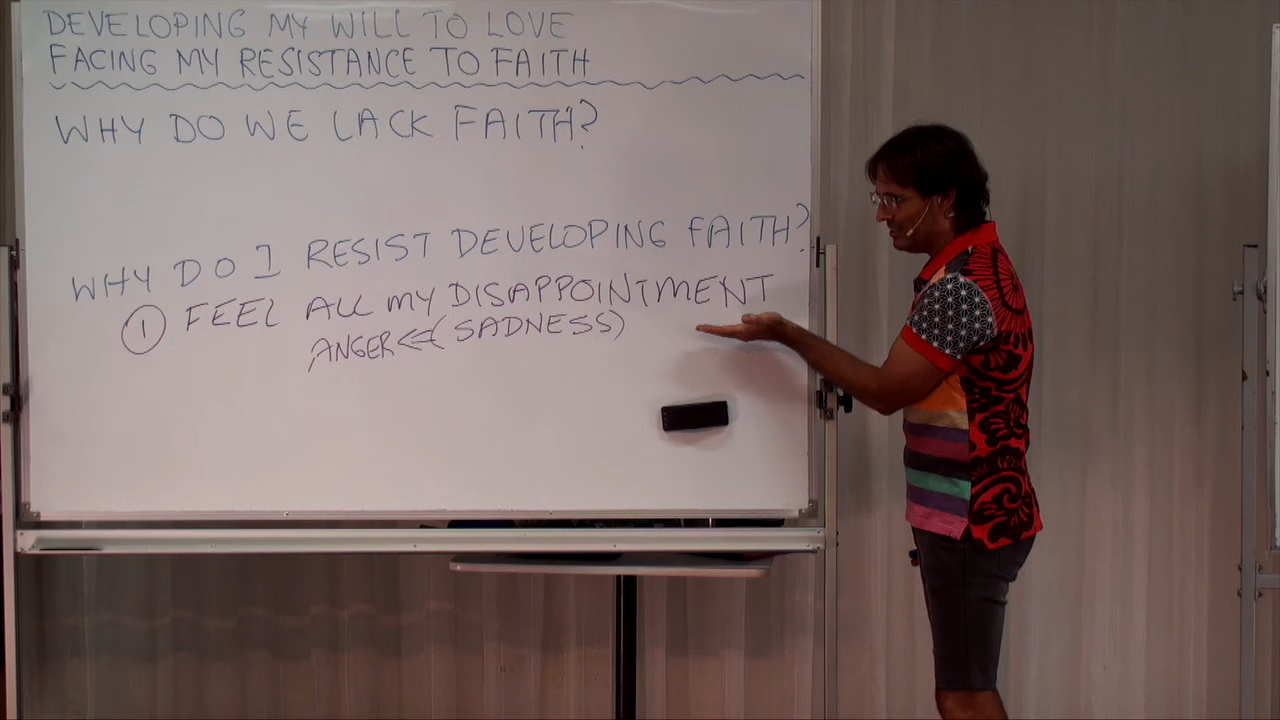 DEVELOPING MY WILL TO LOVE
FACING MY RESISTANCE TO FAITH
WHY DO WE LACK FAITH?
WHY DO I RESIST DEVELOPING FAITH?
① FEEL ALL MY DISAPPOINTMENT
ANGER ⇐ (SADNESS)